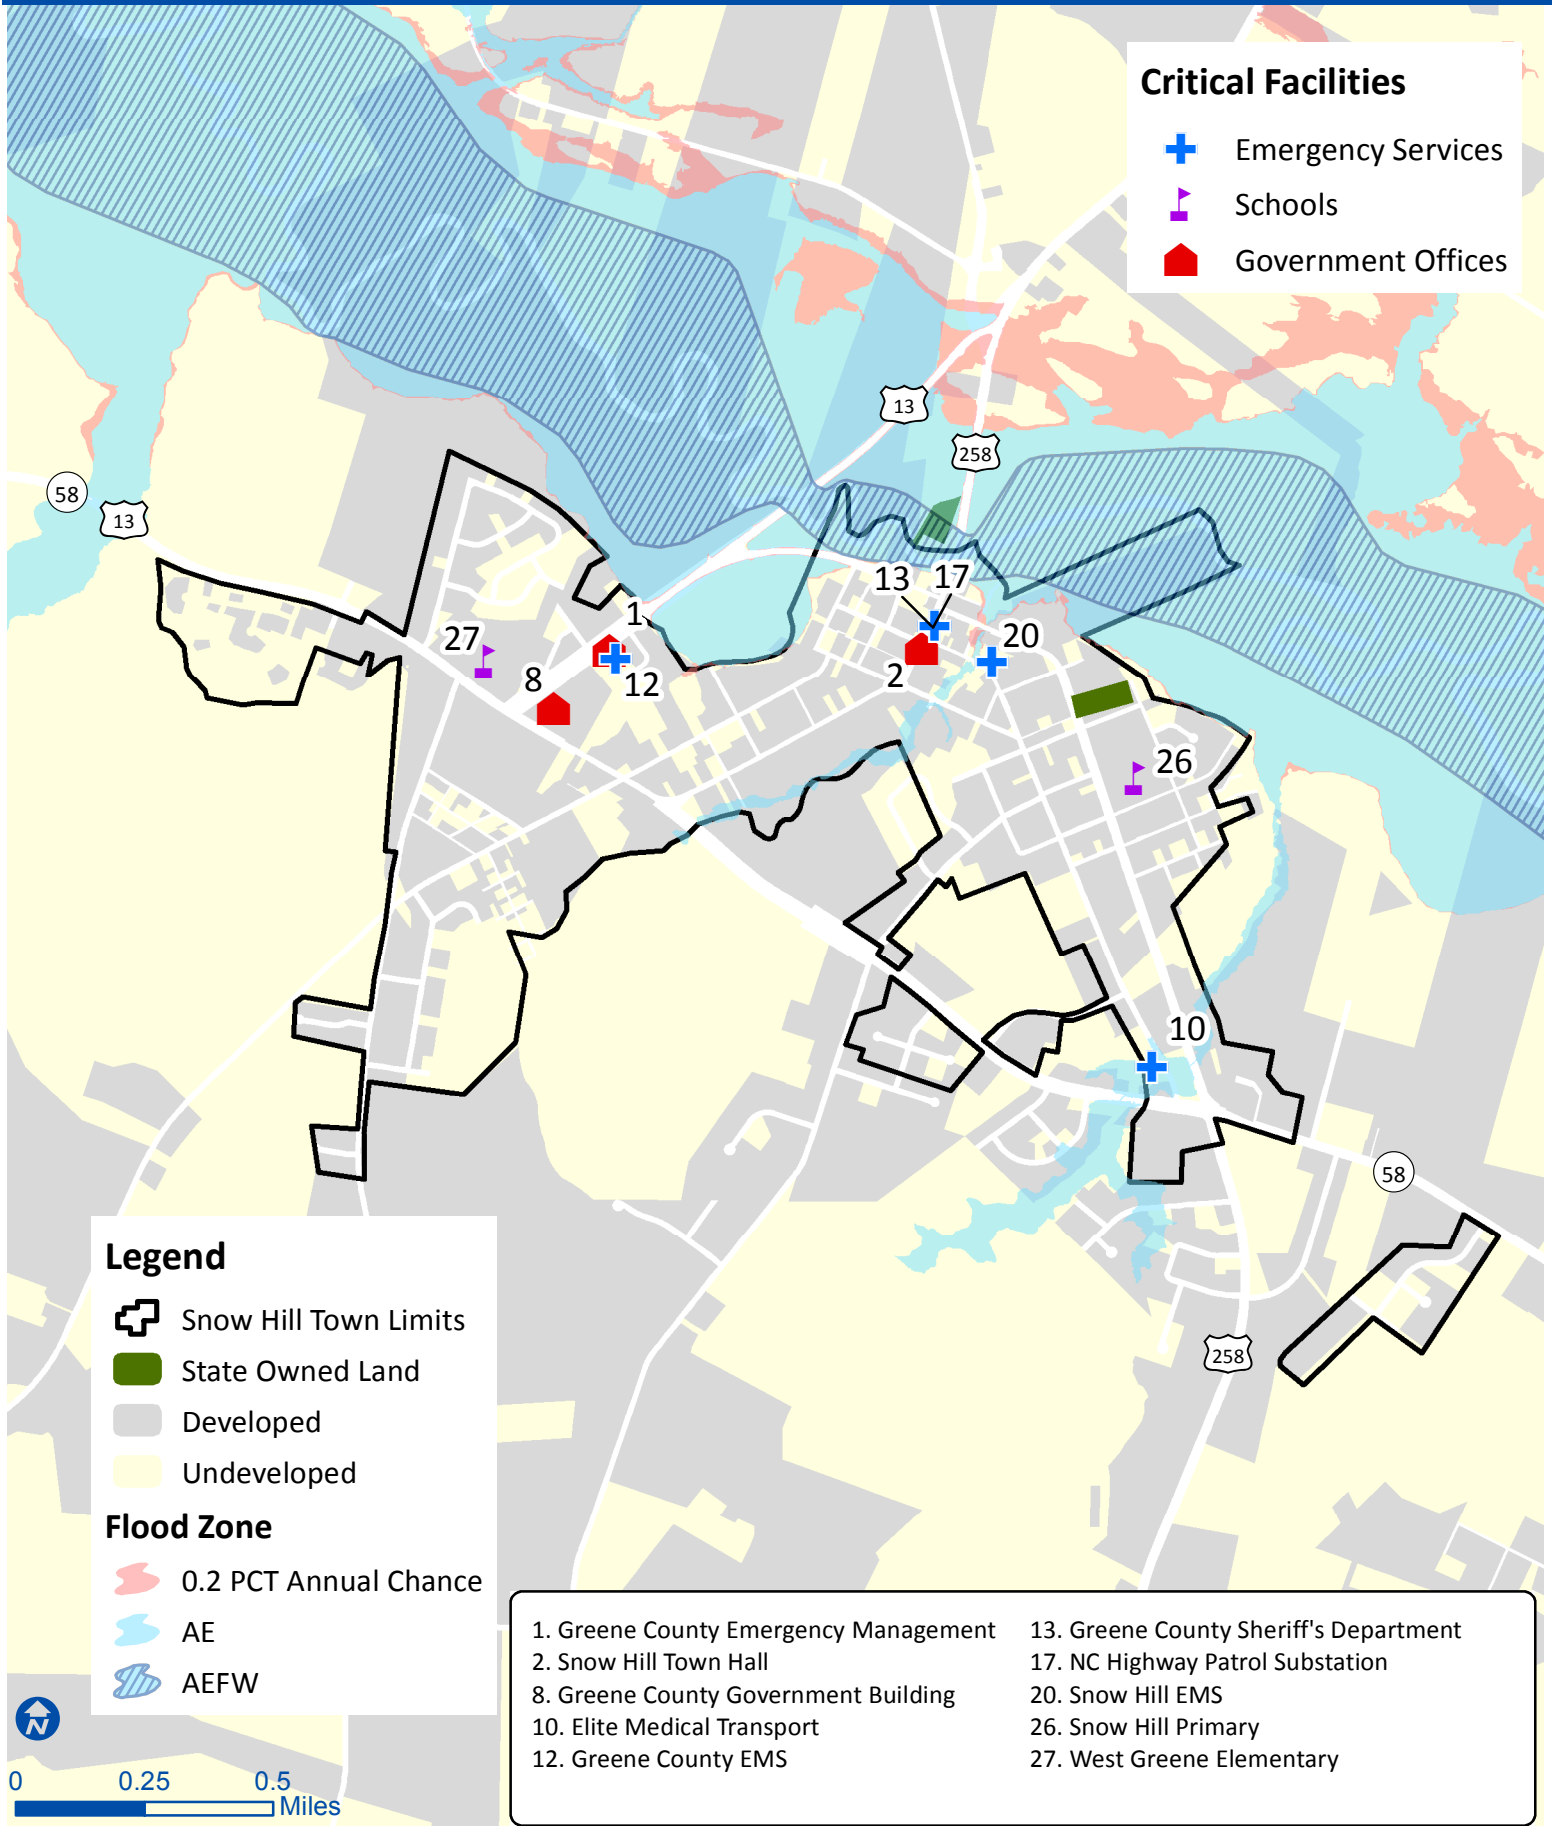 Critical Facilities
Emergency Services
Schools
Government Offices
13
258
58
13
13
17
1
27
20
8
12
2
26
10
58
258
Legend
Snow Hill Town Limits
State Owned Land
Developed
Undeveloped
Flood Zone
0.2 PCT Annual Chance
AE
AEFW
N
0 0.25 0.5
Miles
1. Greene County Emergency Management
2. Snow Hill Town Hall
8. Greene County Government Building
10. Elite Medical Transport
12. Greene County EMS
13. Greene County Sheriff's Department
17. NC Highway Patrol Substation
20. Snow Hill EMS
26. Snow Hill Primary
27. West Greene Elementary